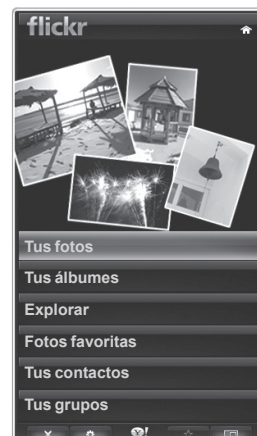 flickr
Tus fotos
Tus álbumes
Explorar
Fotos favoritas
Tus contactos
Tus grupos
Y!